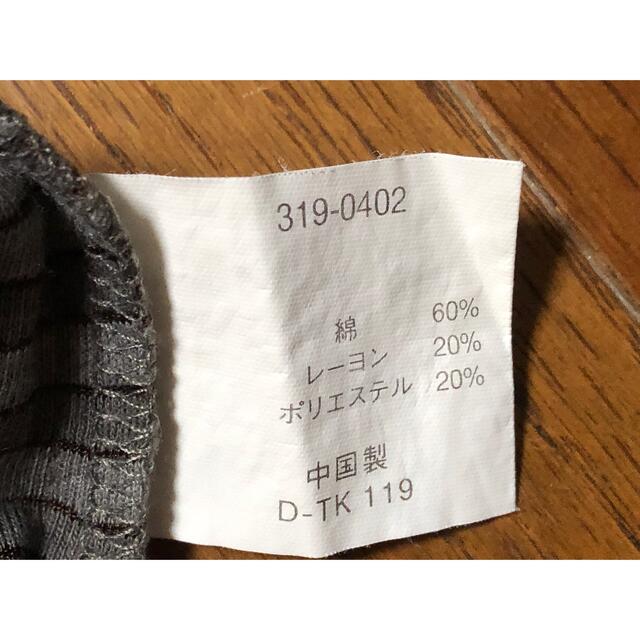 319-0402
綿 60%
レーヨン 20%
ポリエステル 20%
中国製
D-TK 119